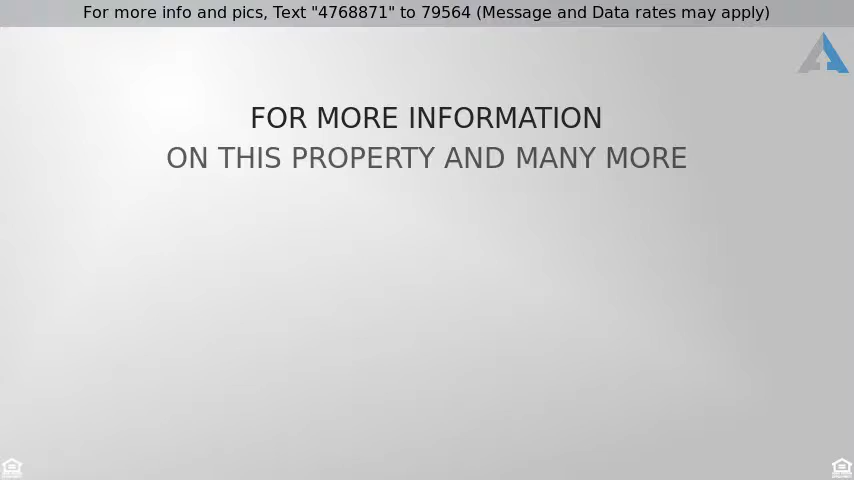 For more info and pics, Text "4768871" to 79564 (Message and Data rates may apply)
FOR MORE INFORMATION
ON THIS PROPERTY AND MANY MORE